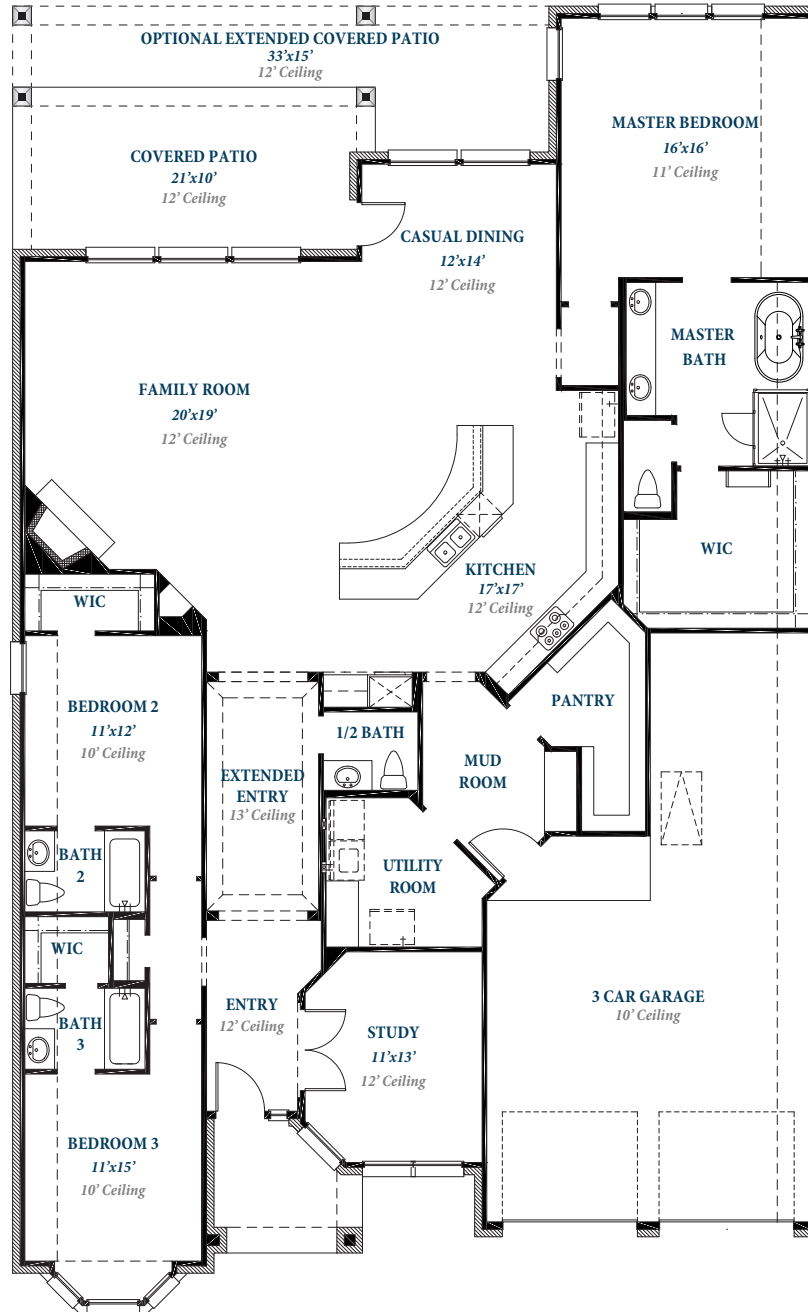 OPTIONAL EXTENDED COVERED PATIO
33'x15'
12' Ceiling
COVERED PATIO
21'x10'
12' Ceiling
MASTER BEDROOM
16'x16'
11' Ceiling
CASUAL DINING
12'x14'
12' Ceiling
MASTER
BATH
FAMILY ROOM
20'x19'
12' Ceiling
WIC
KITCHEN
17'x17'
12' Ceiling
WIC
BEDROOM 2
11'x12'
10' Ceiling
PANTRY
1/2 BATH
MUD
ROOM
EXTENDED
ENTRY
13' Ceiling
BATH
2
UTILITY
ROOM
WIC
ENTRY
12' Ceiling
3 CAR GARAGE
10' Ceiling
BATH
3
STUDY
11'x13'
12' Ceiling
BEDROOM 3
11'x15'
10' Ceiling